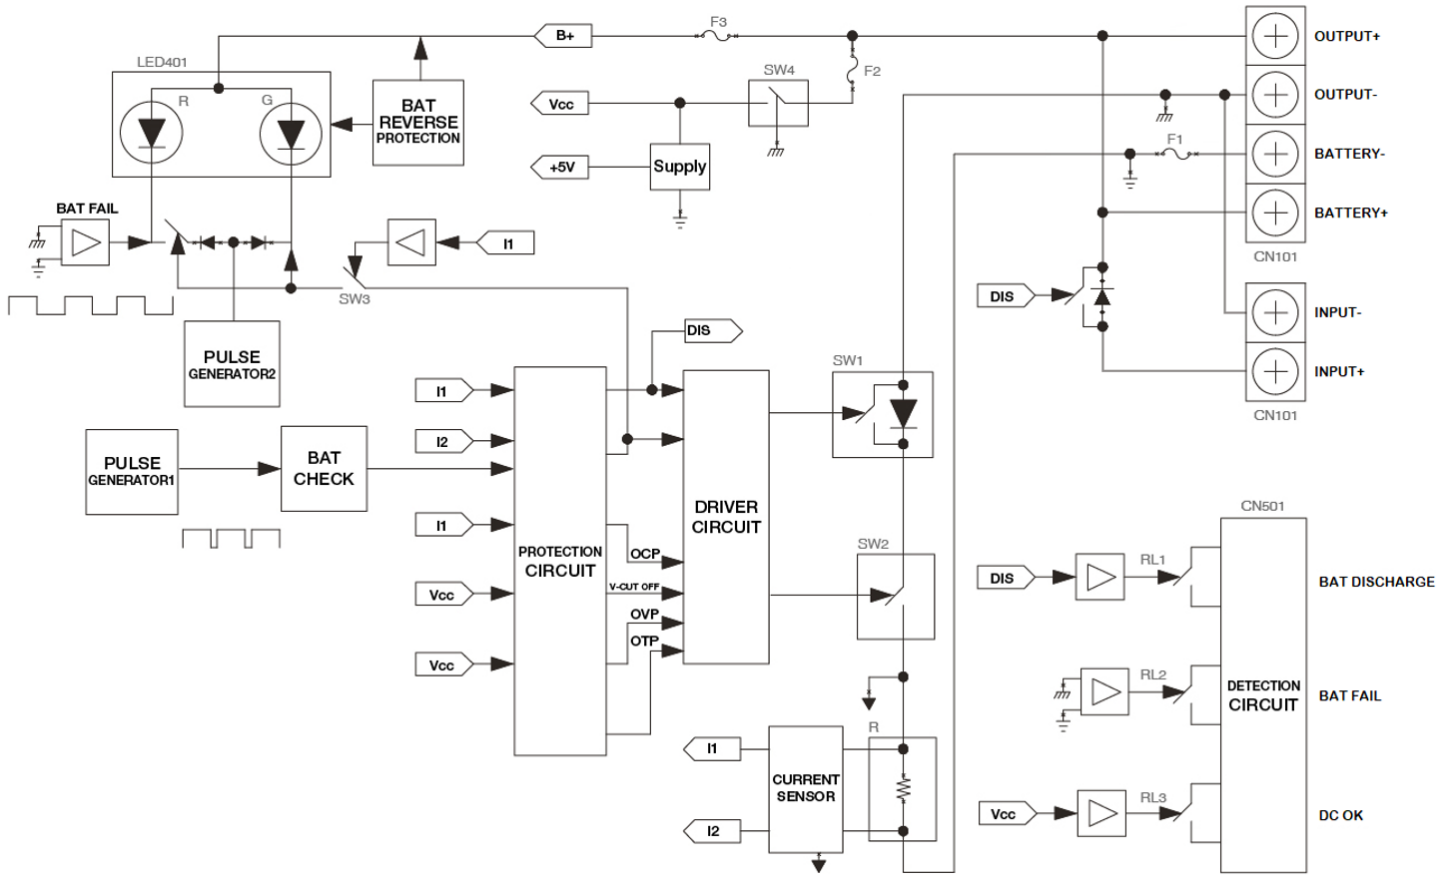 F3
B+
OUTPUT+
LED401
SW4
F2
R
G
BAT
REVERSE
PROTECTION
Vcc
OUTPUT-
F1
+5V
Supply
BATTERY-
BAT FAIL
BATTERY+
I1
CN101
SW3
DIS
INPUT-
DIS
PULSE
GENERATOR2
SW1
INPUT+
I1
CN101
I2
PULSE
GENERATOR1
BAT
CHECK
DRIVER
CIRCUIT
CN501
I1
PROTECTION
CIRCUIT
OCP
SW2
V-CUT OFF
Vcc
OVP
OTP
Vcc
DIS
RL1
BAT DISCHARGE
RL2
DETECTION
CIRCUIT
BAT FAIL
R
I1
CURRENT
SENSOR
I2
Vcc
RL3
DC OK